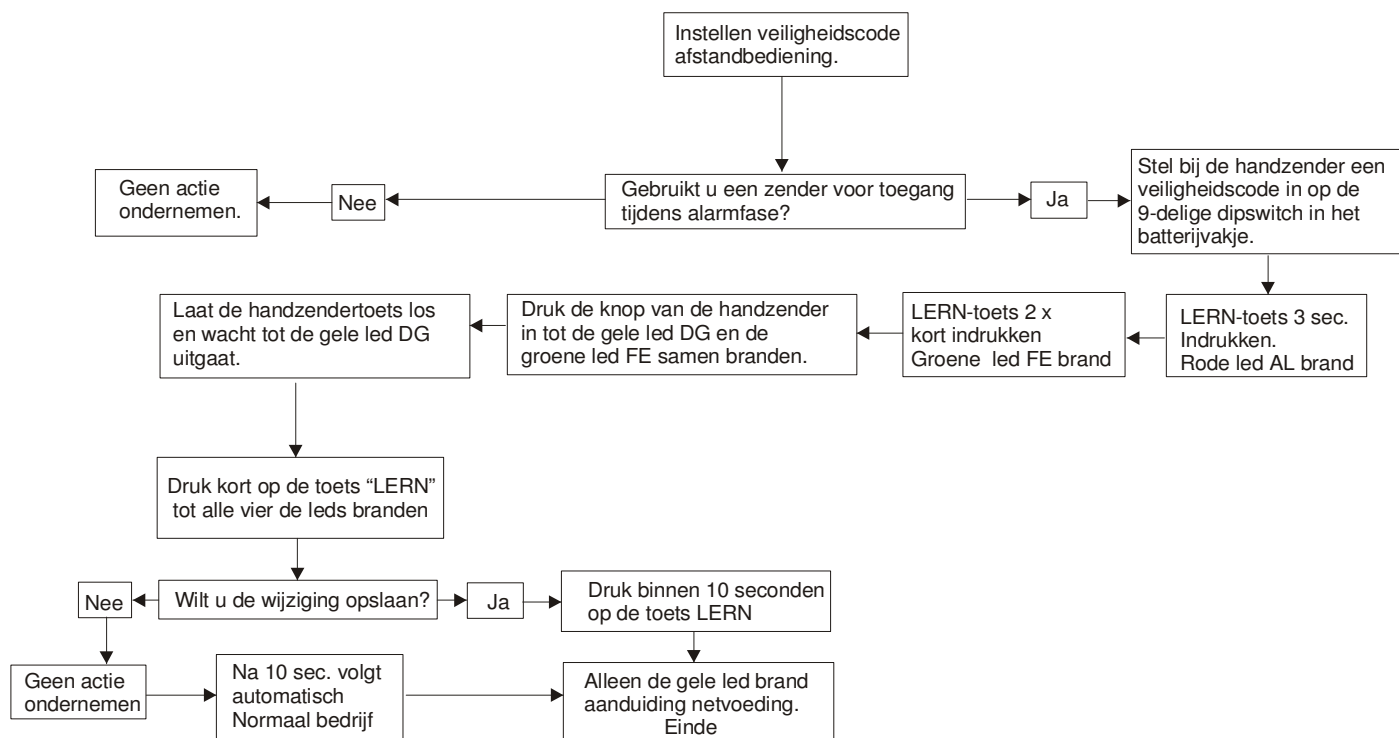 Instellen veiligheidscode
afstandbediening.
Geen actie
ondernemen.
Nee
Gebruikt u een zender voor toegang
tijdens alarmfase?
Ja
Stel bij de handzender een
veiligheidscode in op de
9-delige dipswitch in het
batterijvakje.
LERN-toets 3 sec.
Indrukken.
Rode led AL brand
LERN-toets 2 x
kort indrukken
Groene led FE brand
Druk de knop van de handzender
in tot de gele led DG en de
groene led FE samen branden.
Laat de handzendertoets los
en wacht tot de gele led DG
uitgaat.
Druk kort op de toets “LERN”
tot alle vier de leds branden
Nee
Wilt u de wijziging opslaan?
Ja
Druk binnen 10 seconden
op de toets LERN
Geen actie
ondernemen
Na 10 sec. volgt
automatisch
Normaal bedrijf
Alleen de gele led brand
aanduiding netvoeding.
Einde